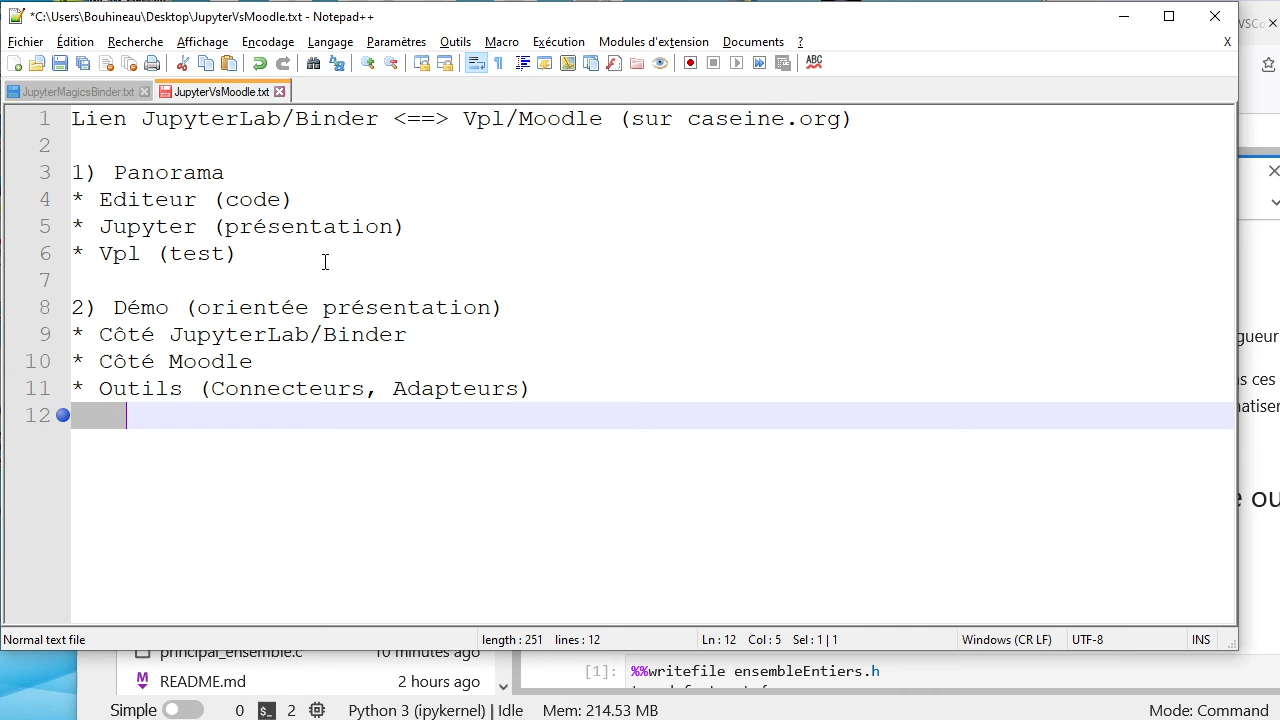 *C:\Users\Bouhineau\Desktop\JupyterVsMoodle.txt - Notepad++
Fichier Édition Recherche Affichage Encodage Langage Paramètres Outils Macro Exécution Modules d'extension Documents ? X
JupyterMagicsBinder.txt JupyterVsMoodle.txt
1 Lien JupyterLab/Binder <==> Vpl/Moodle (sur caseine.org)
2
3 1) Panorama
4 * Editeur (code)
5 * Jupyter (présentation)
6 * Vpl (test)
7
8 2) Démo (orientée présentation)
9 * Côté JupyterLab/Binder
10 * Côté Moodle
11 * Outils (Connecteurs, Adapteurs)
12
Normal text file length : 251 lines : 12 Ln : 12 Col : 5 Sel : 1 | 1 Windows (CR LF) UTF-8 INS
principal_ensemble.c 10 minutes ago
[1]: %%writefile ensembleEntiers.h
README.md 2 hours ago
Simple 0 2 Python 3 (ipykernel) | Idle Mem: 214.53 MB Mode: Command